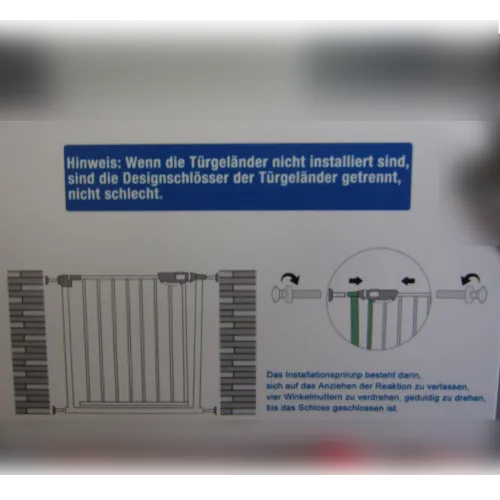 Hinweis: Wenn die Türgeländer nicht installiert sind,
sind die Designschlösser der Türgeländer getrennt,
nicht schlecht.
Das Installationsprinzip besteht darin,
sich auf das Anziehen der Reaktion zu verlassen,
vier Winkelmuttern zu verdrehen, geduldig zu drehen,
bis das Schloss geschlossen ist.